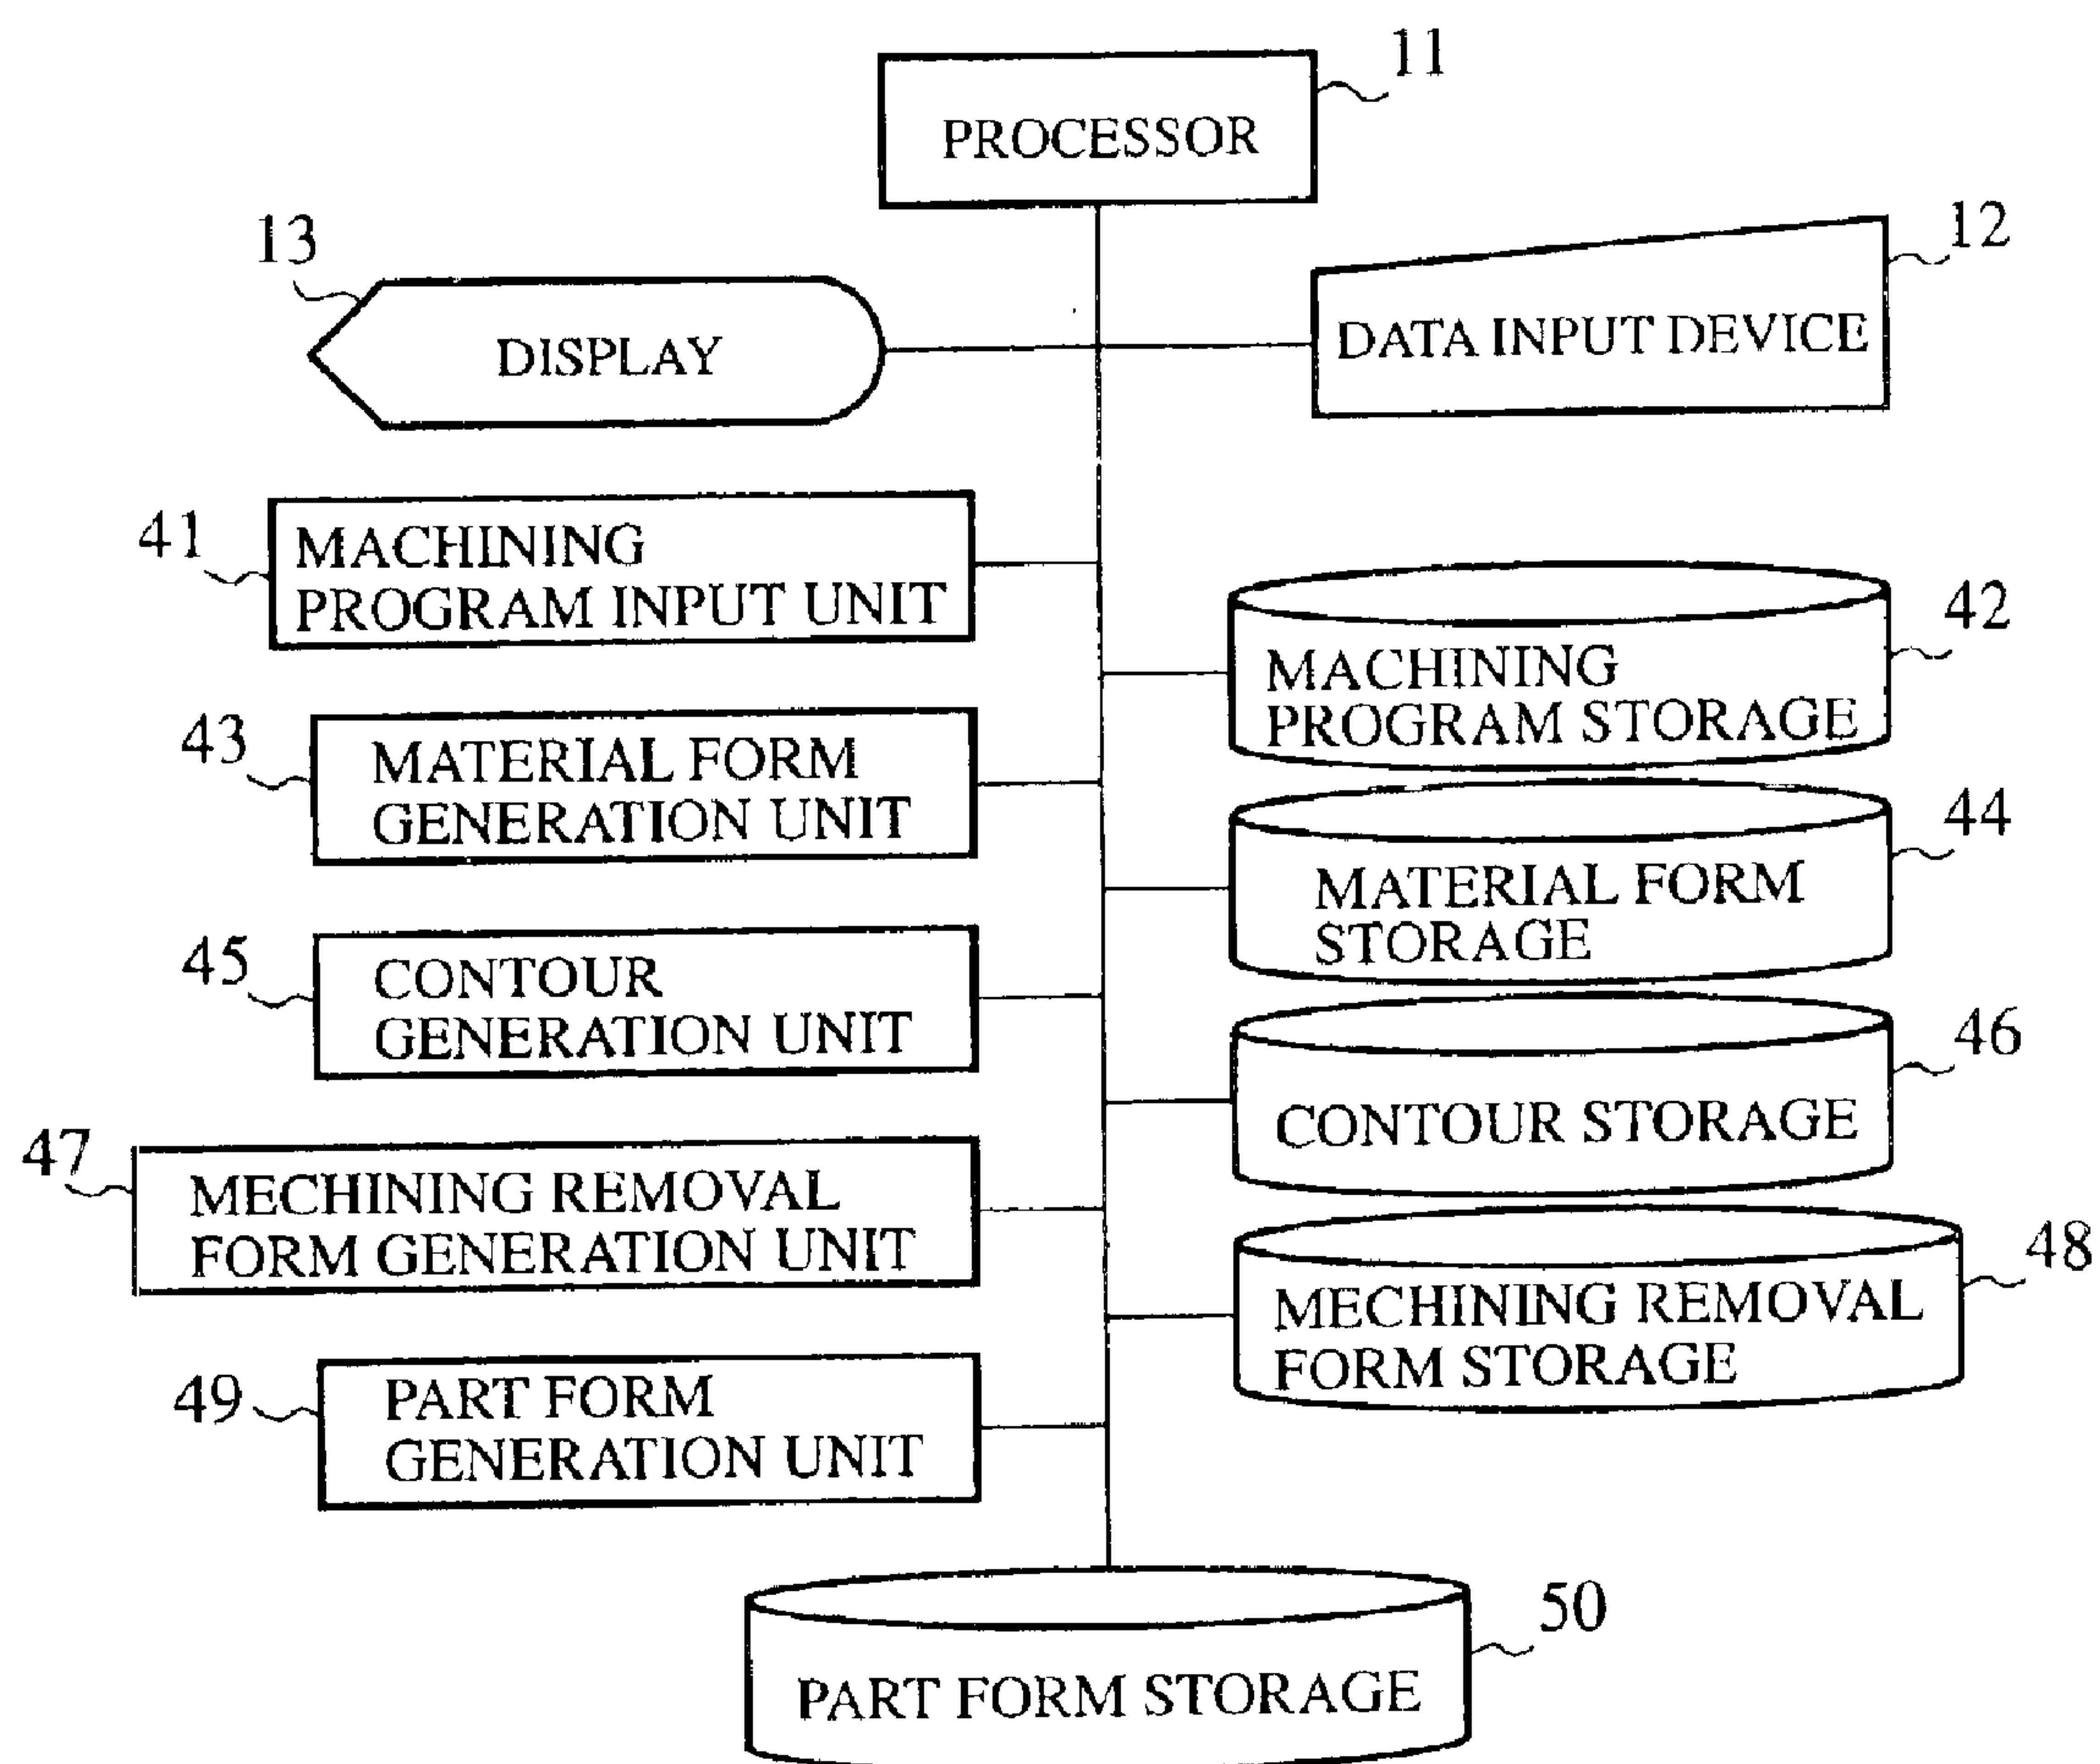 11
PROCESSOR
13
12
DISPLAY
DATA INPUT DEVICE
41
MACHINING
PROGRAM INPUT UNIT
42
MACHINING
PROGRAM STORAGE
43
MATERIAL FORM
GENERATION UNIT
44
MATERIAL FORM
STORAGE
45
CONTOUR
GENERATION UNIT
46
CONTOUR STORAGE
47
MECHINING REMOVAL
FORM GENERATION UNIT
48
MECHINING REMOVAL
FORM STORAGE
49
PART FORM
GENERATION UNIT
50
PART FORM STORAGE